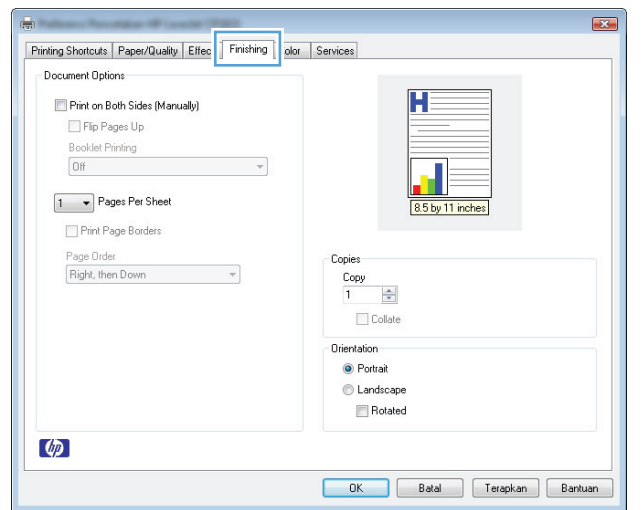 Printing Shortcuts Paper/Quality Effec Finishing olor Services
Document Options
Print on Both Sides (Manually)
Flip Pages Up
Booklet Printing
Off
1 Pages Per Sheet
Print Page Borders
Page Order
Right, then Down
H
8.5 by 11 inches
Copies
Copy
1
Collate
Orientation
Portrait
Landscape
Rotated
hp
OK Batal Terapkan Bantuan